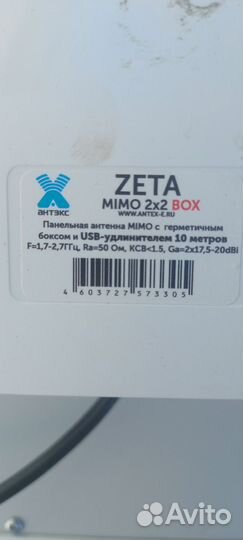 ZETA
MIMO 2x2 BOX
АНТЭКС
WWW.ANTEX-E.RU
Панельная антенна MIMO с герметичным
боксом и USB-удлинителем 10 метров
F=1,7-2,7ГГц, Ra=50 Ом, КСВ<1.5, Ga=2x17,5-20dBi
4 603727 573305
Avito